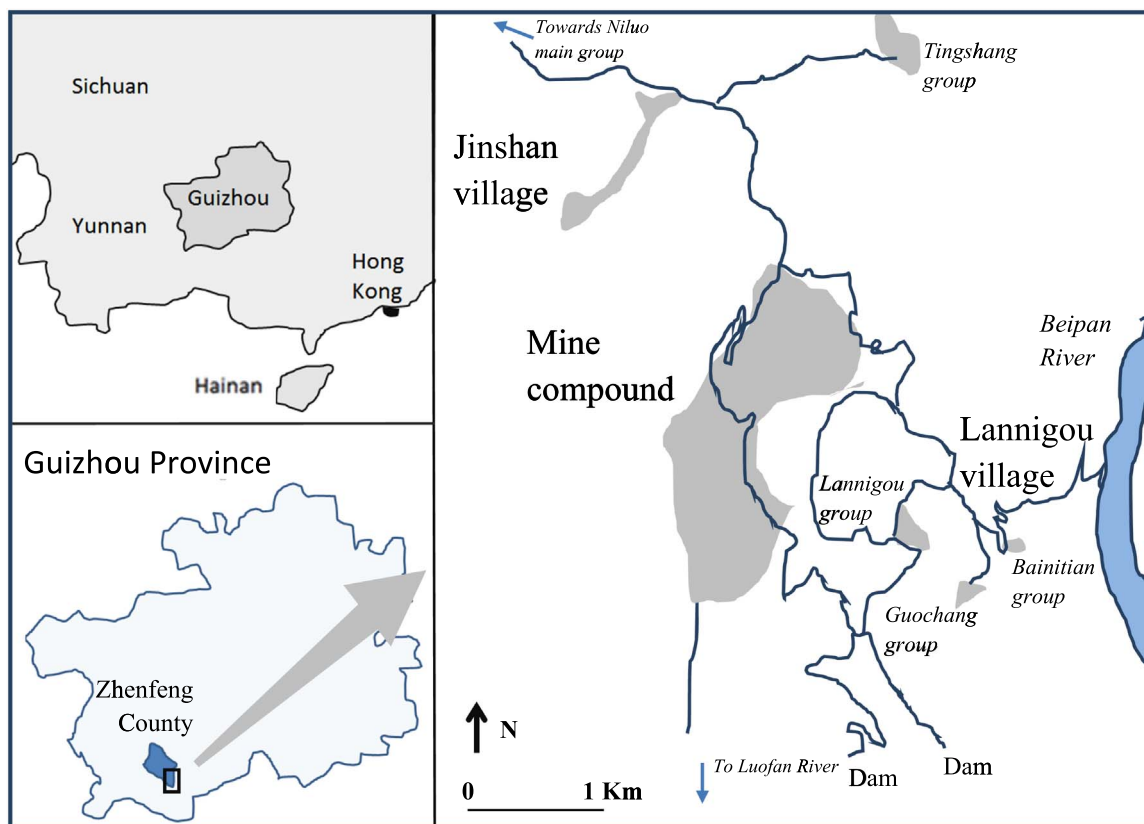 Sichuan
Guizhou
Yunnan
Hong
Kong
Hainan
Guizhou Province
Zhenfeng
County
Towards Niluo
main group
Tingshang
group
Jinshan
village
Mine
compound
Beipan
River
Lannigou
village
Lannigou
group
Bainitian
group
Guochang
group
N
To Luofan River
Dam
Dam
0 1 Km